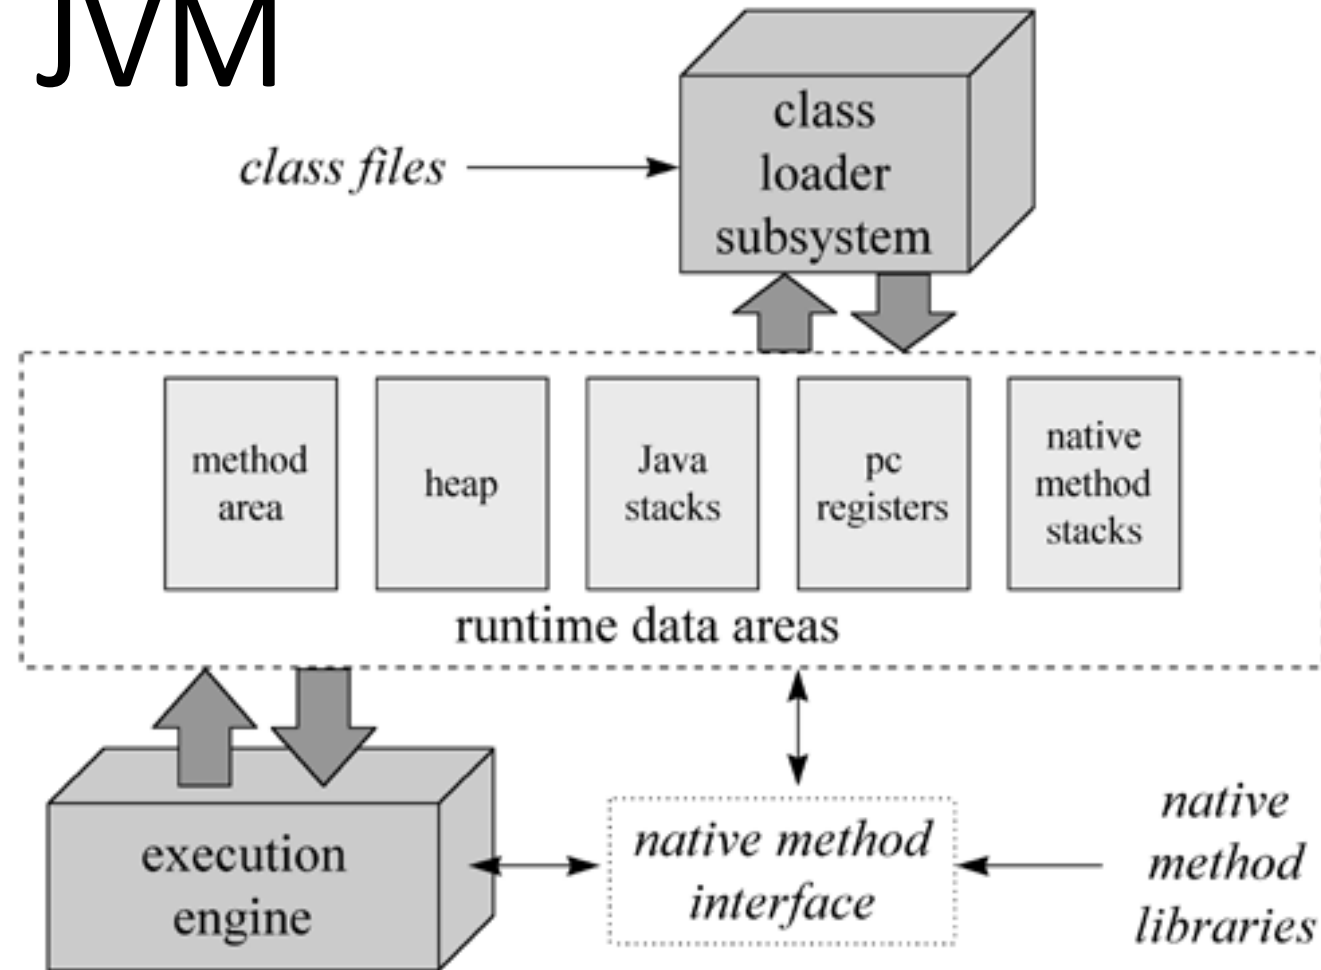 JVM
class files
class
loader
subsystem
method
area
heap
Java
stacks
pc
registers
native
method
stacks
runtime data areas
execution
engine
native method
interface
native
method
libraries